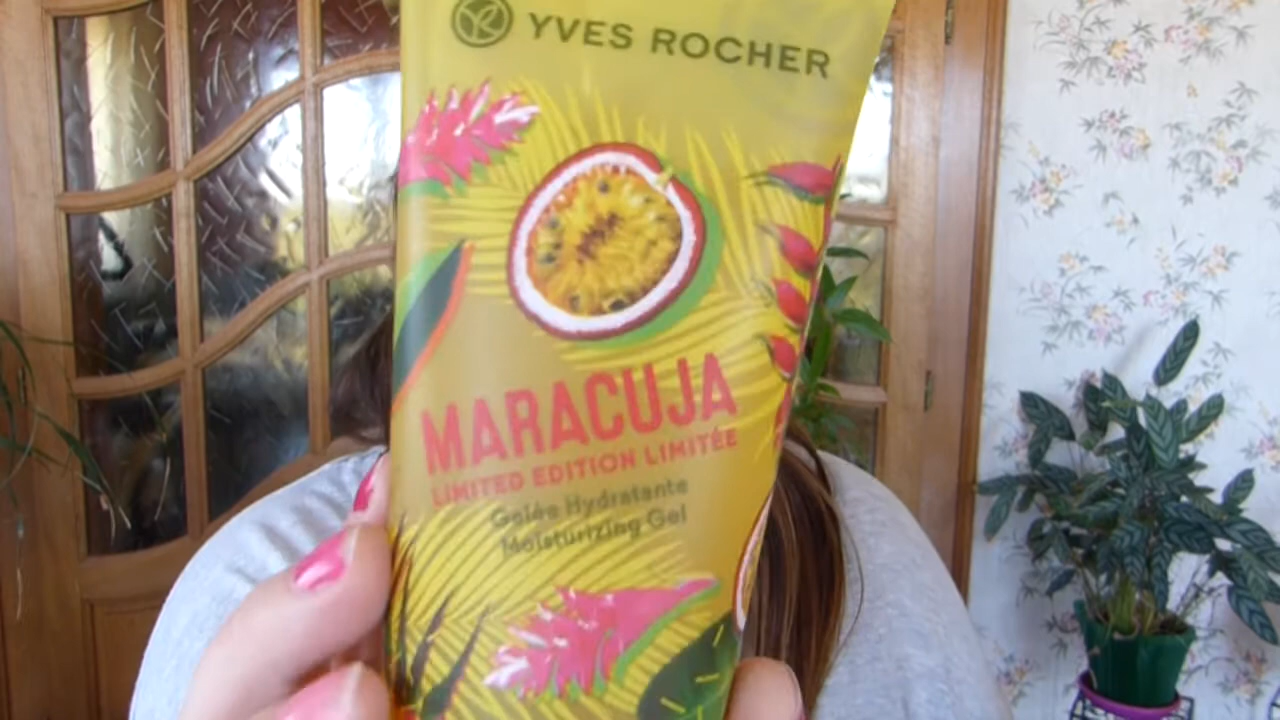 YVES ROCHER
MARACUJA
LIMITED EDITION LIMITÉE
Gelée Hydratante
Moisturizing Gel